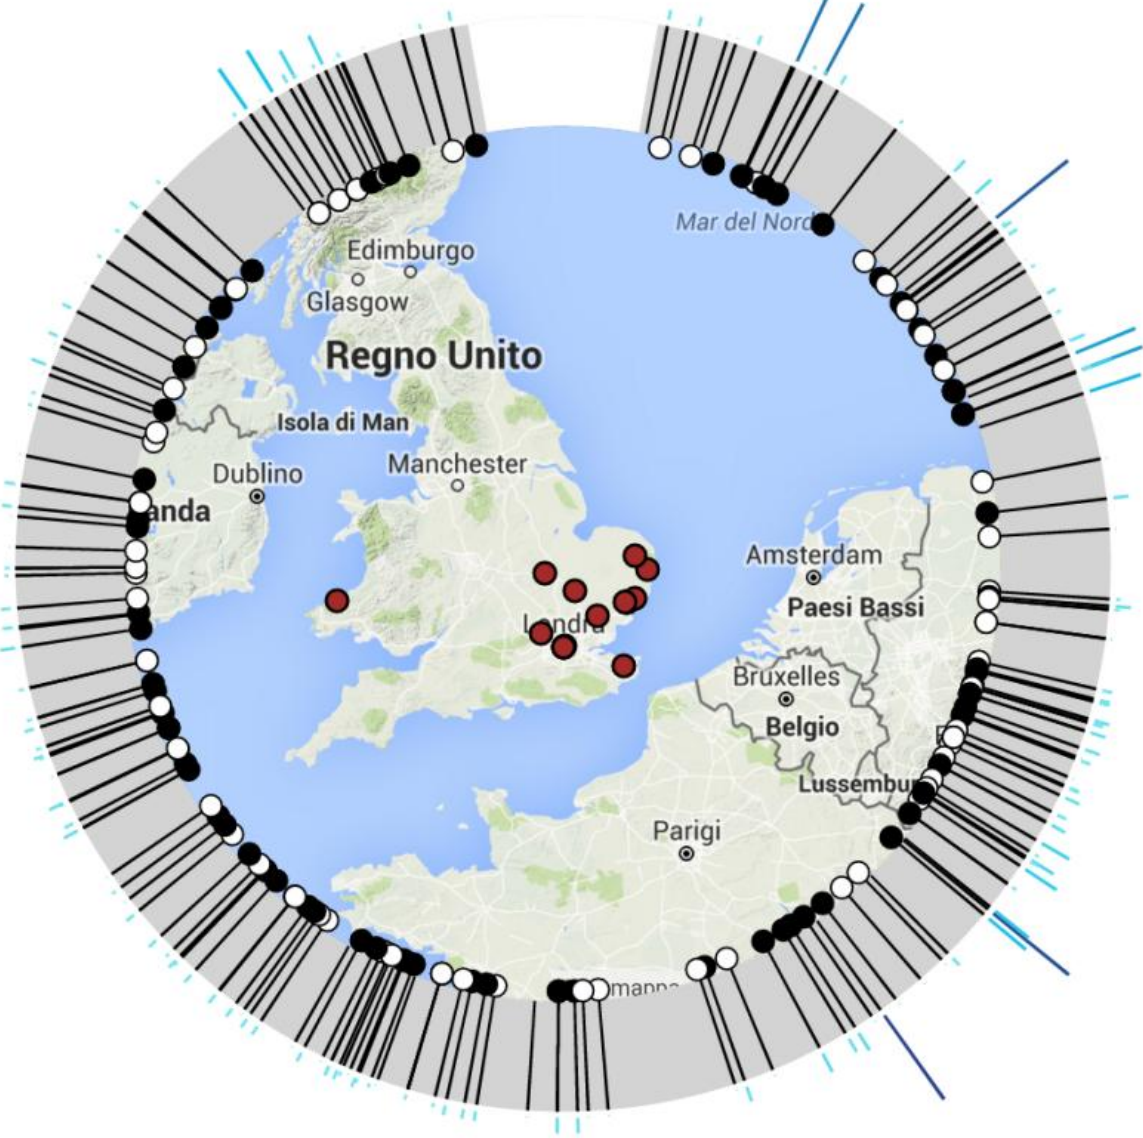 Mar del Nord
Edimburgo
Glasgow
Regno Unito
Isola di Man
Manchester
Dublino
anda
Amsterdam
Paesi Bassi
Londra
Bruxelles
Belgio
Lussembu
Parigi
mappa